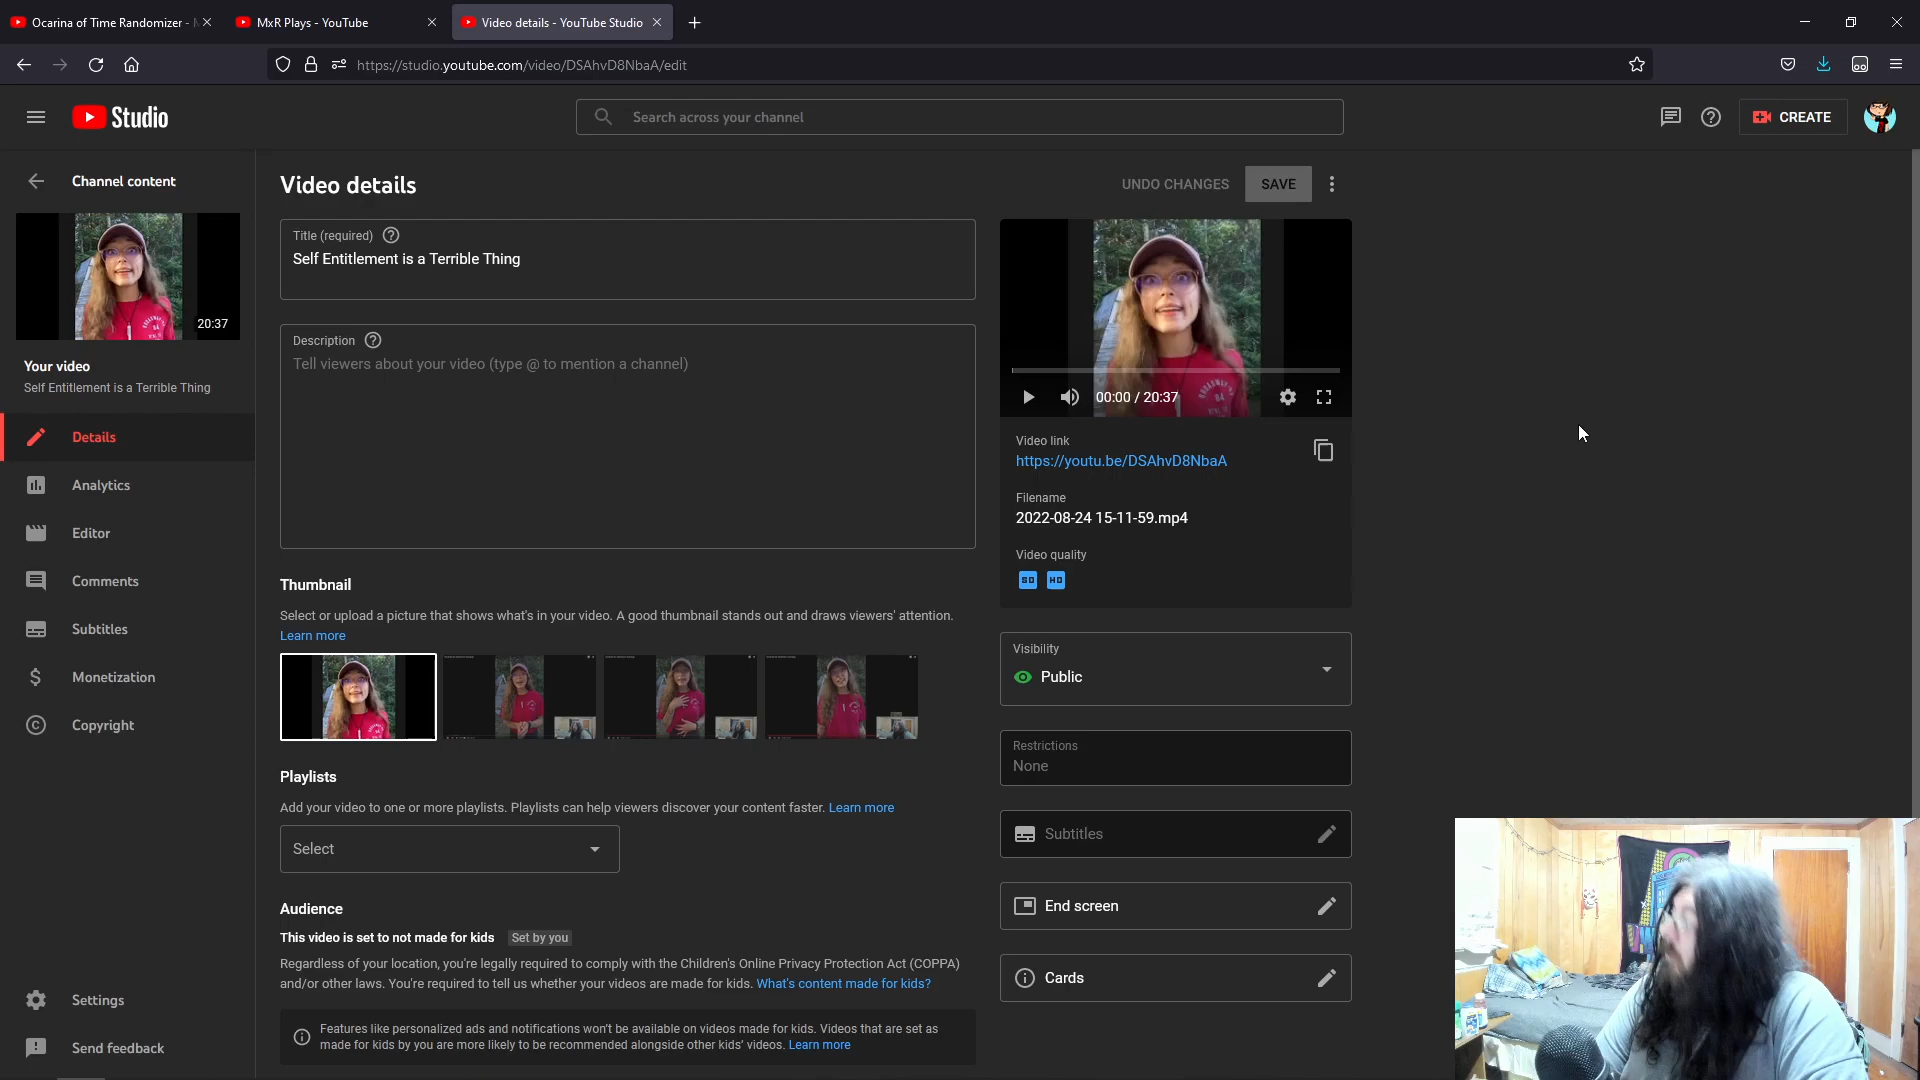 Ocarina of Time Randomizer -
MxR Plays - YouTube
Video details - YouTube Studio
https://studio.youtube.com/video/DSAhvD8NbaA/edit
Studio
Search across your channel
CREATE
Channel content
20:37
Your video
Self Entitlement is a Terrible Thing
Details
Analytics
Editor
Comments
Subtitles
Monetization
Copyright
Settings
Send feedback
Video details
UNDO CHANGES
SAVE
Title (required)
Self Entitlement is a Terrible Thing
Description
Tell viewers about your video (type @ to mention a channel)
Thumbnail
Select or upload a picture that shows what's in your video. A good thumbnail stands out and draws viewers' attention.
Learn more
Playlists
Add your video to one or more playlists. Playlists can help viewers discover your content faster. Learn more
Select
Audience
This video is set to not made for kids Set by you
Regardless of your location, you're legally required to comply with the Children's Online Privacy Protection Act (COPPA)
and/or other laws. You're required to tell us whether your videos are made for kids. What's content made for kids?
Features like personalized ads and notifications won't be available on videos made for kids. Videos that are set as
made for kids by you are more likely to be recommended alongside other kids' videos. Learn more
84
00:00 / 20:37
Video link
https://youtu.be/DSAhvD8NbaA
Filename
2022-08-24 15-11-59.mp4
Video quality
SD HD
Visibility
Public
Restrictions
None
Subtitles
End screen
Cards